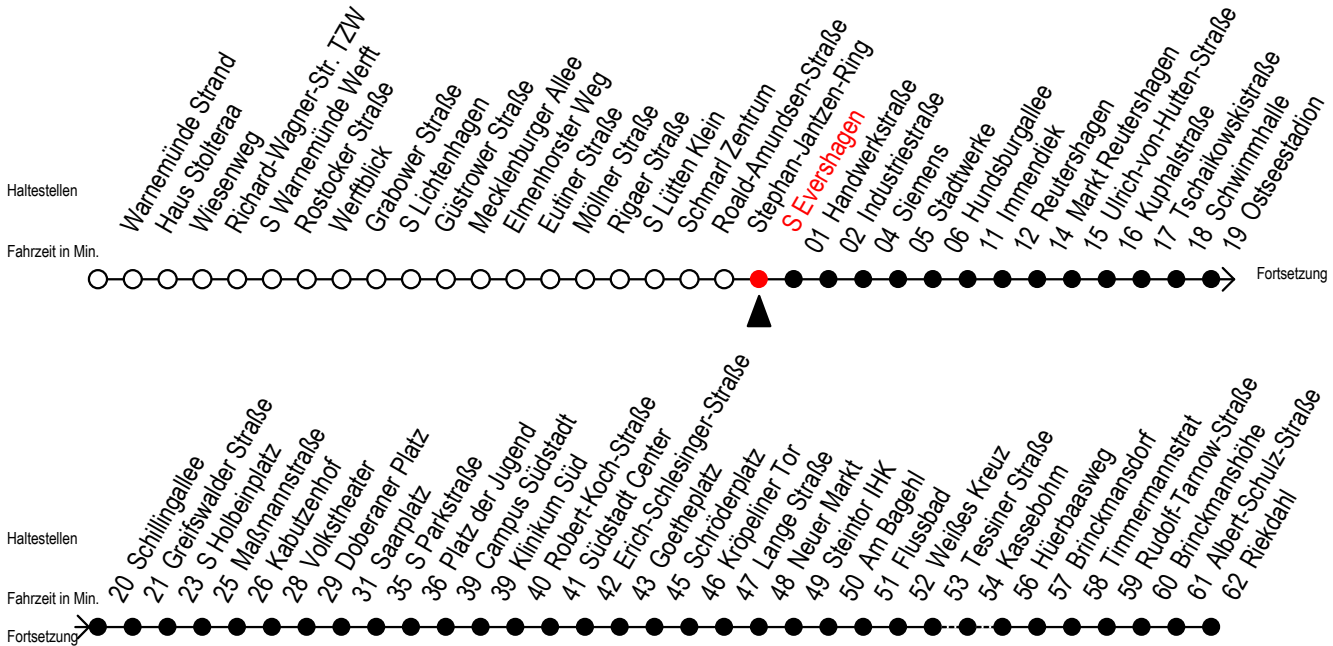 Haltestellen
Warnemünde Strand
Haus Stolteraa
Wiesenweg
Richard-Wagner-Str. TZW
S Warnemünde Werft
Rostocker Straße
Werftblick
Grabower Straße
S Lichtenhagen
Güstrower Straße
Mecklenburger Allee
Elmenhorster Weg
Eutiner Straße
Möllner Straße
Rigaer Straße
S Lütten Klein
Schmarl Zentrum
Roald-Amundsen-Straße
Stephan-Jantzen-Ring
S Evershagen
01 Handwerkstraße
02 Industriestraße
04 Siemens
05 Stadtwerke
06 Hundsburgallee
11 Immendiek
12 Reutershagen
14 Markt Reutershagen
15 Ulrich-von-Hutten-Straße
16 Kuphalstraße
17 Tschaikowskistraße
18 Schwimmhalle
19 Ostseestadion
Fahrzeit in Min.
Fortsetzung
Haltestellen
20 Schillingallee
21 Greifswalder Straße
23 S Holbeinplatz
25 Maßmannstraße
26 Kabutzenhof
28 Volkstheater
29 Doberaner Platz
31 Saarplatz
35 S Parkstraße
36 Platz der Jugend
39 Campus Südstadt
39 Klinikum Süd
40 Robert-Koch-Straße
41 Südstadt Center
42 Erich-Schlesinger-Straße
43 Goetheplatz
45 Schröderplatz
46 Kröpeliner Tor
47 Lange Straße
48 Neuer Markt
49 Steintor IHK
50 Am Bagehl
51 Flussbad
52 Weißes Kreuz
53 Tessiner Straße
54 Kassebohm
56 Hüerbaasweg
57 Brinckmansdorf
58 Timmermannstrat
59 Rudolf-Tarnow-Straße
60 Brinckmanshöhe
61 Albert-Schulz-Straße
62 Riekdahl
Fahrzeit in Min.
Fortsetzung